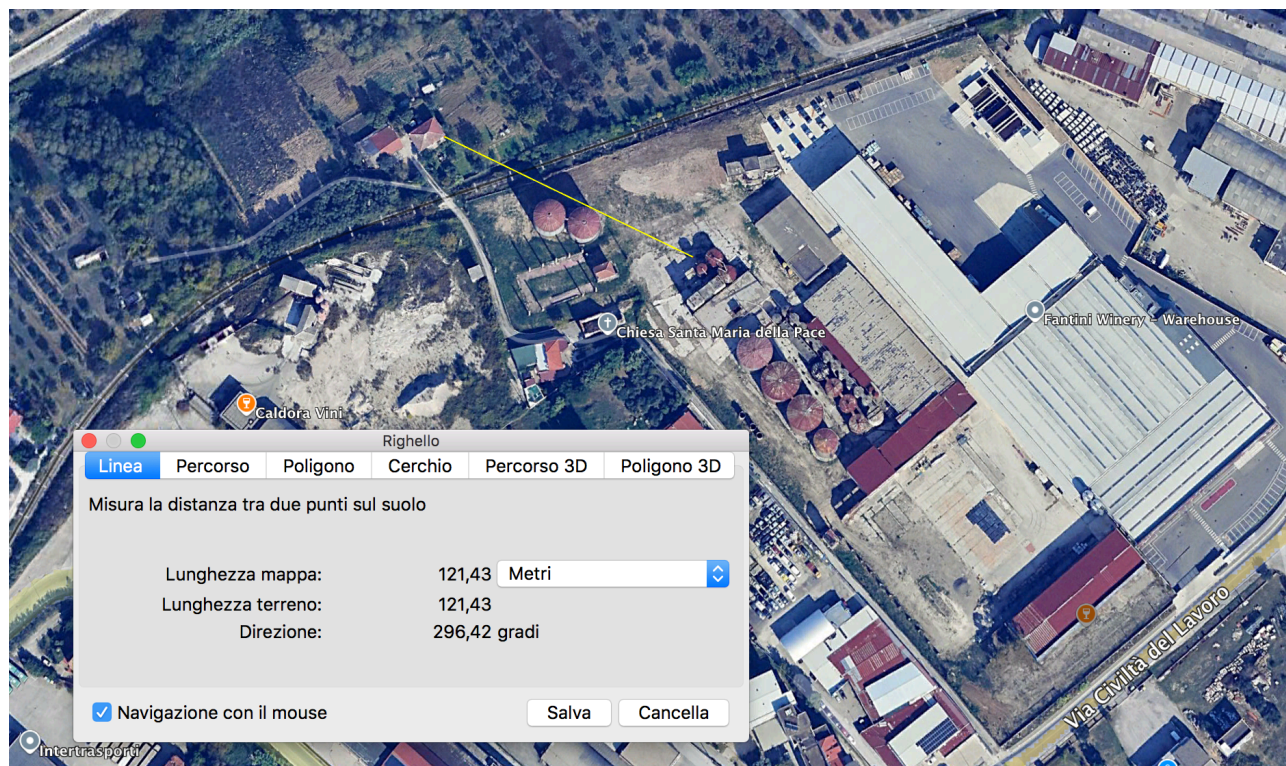 Chiesa Santa Maria della Pace
Fantini Winery - Warehouse
Caldora Vini
Righello
Linea Percorso Poligono Cerchio Percorso 3D Poligono 3D
Misura la distanza tra due punti sul suolo
Lunghezza mappa: 121,43 Metri
Lunghezza terreno: 121,43
Direzione: 296,42 gradi
Navigazione con il mouse Salva Cancella
Via Civiltà del Lavoro
Intertrasporti